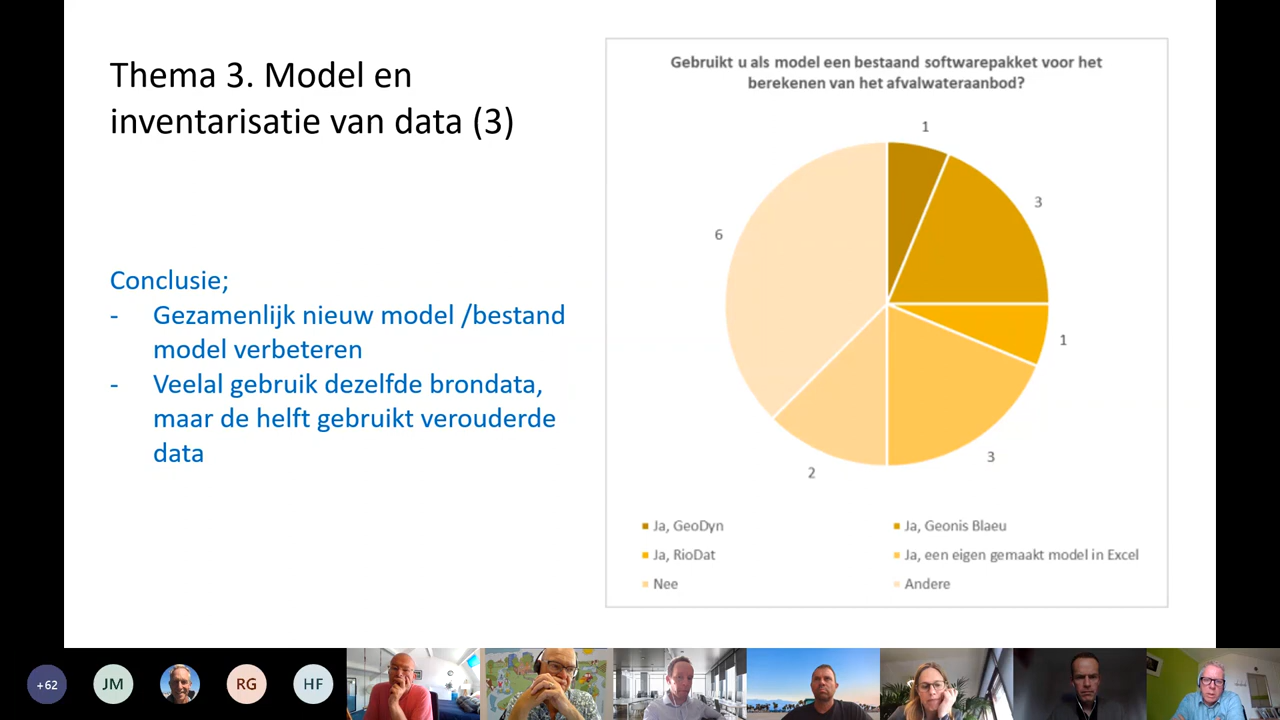 Thema 3. Model en
inventarisatie van data (3)
Conclusie;
- Gezamenlijk nieuw model /bestand
model verbeteren
- Veelal gebruik dezelfde brondata,
maar de helft gebruikt verouderde
data
Gebruikt u als model een bestaand softwarepakket voor het
berekenen van het afvalwateraanbod?
1
3
6
1
3
2
Ja, GeoDyn
Ja, Geonis Blaeu
Ja, RioDat
Ja, een eigen gemaakt model in Excel
Nee
Andere
+62
JM
RG
HF